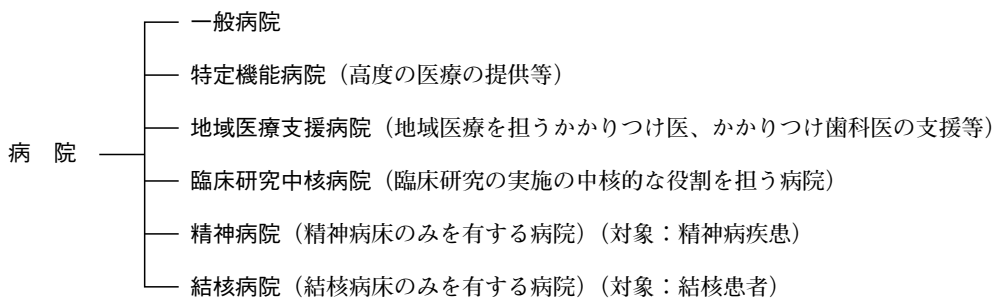 一般病院
特定機能病院（高度の医療の提供等）
地域医療支援病院（地域医療を担うかかりつけ医、かかりつけ歯科医の支援等）
病　院
臨床研究中核病院（臨床研究の実施の中核的な役割を担う病院）
精神病院（精神病床のみを有する病院）（対象：精神病疾患）
結核病院（結核病床のみを有する病院）（対象：結核患者）